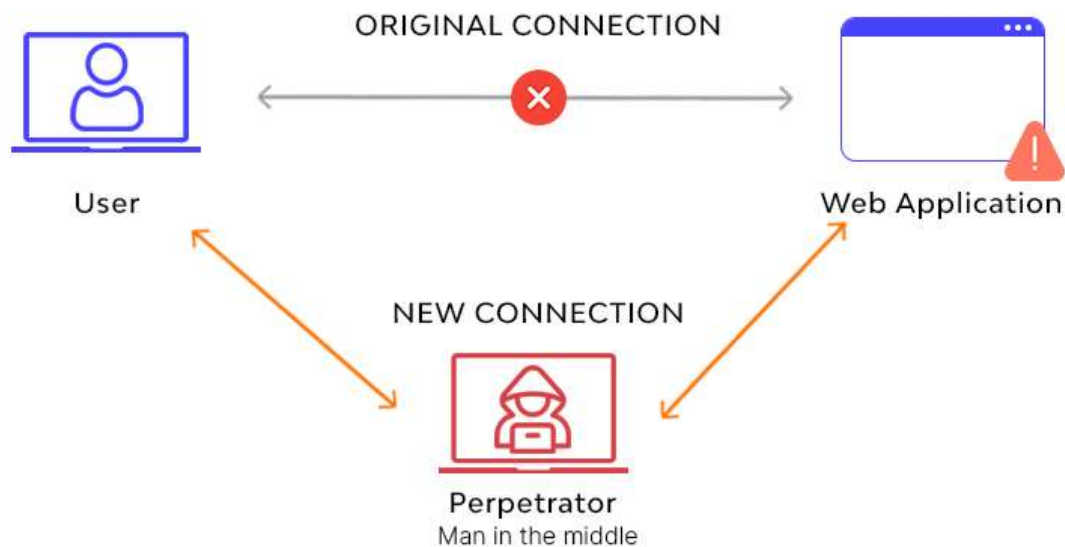 ORIGINAL CONNECTION
User
Web Application
NEW CONNECTION
Perpetrator
Man in the middle